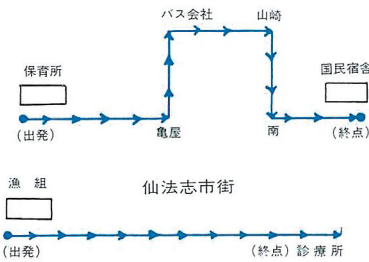 バス会社
山崎
保育所
国民宿舎
(出発)
亀屋
南
(終点)
漁組
仙法志市街
(出発)
(終点)診療所